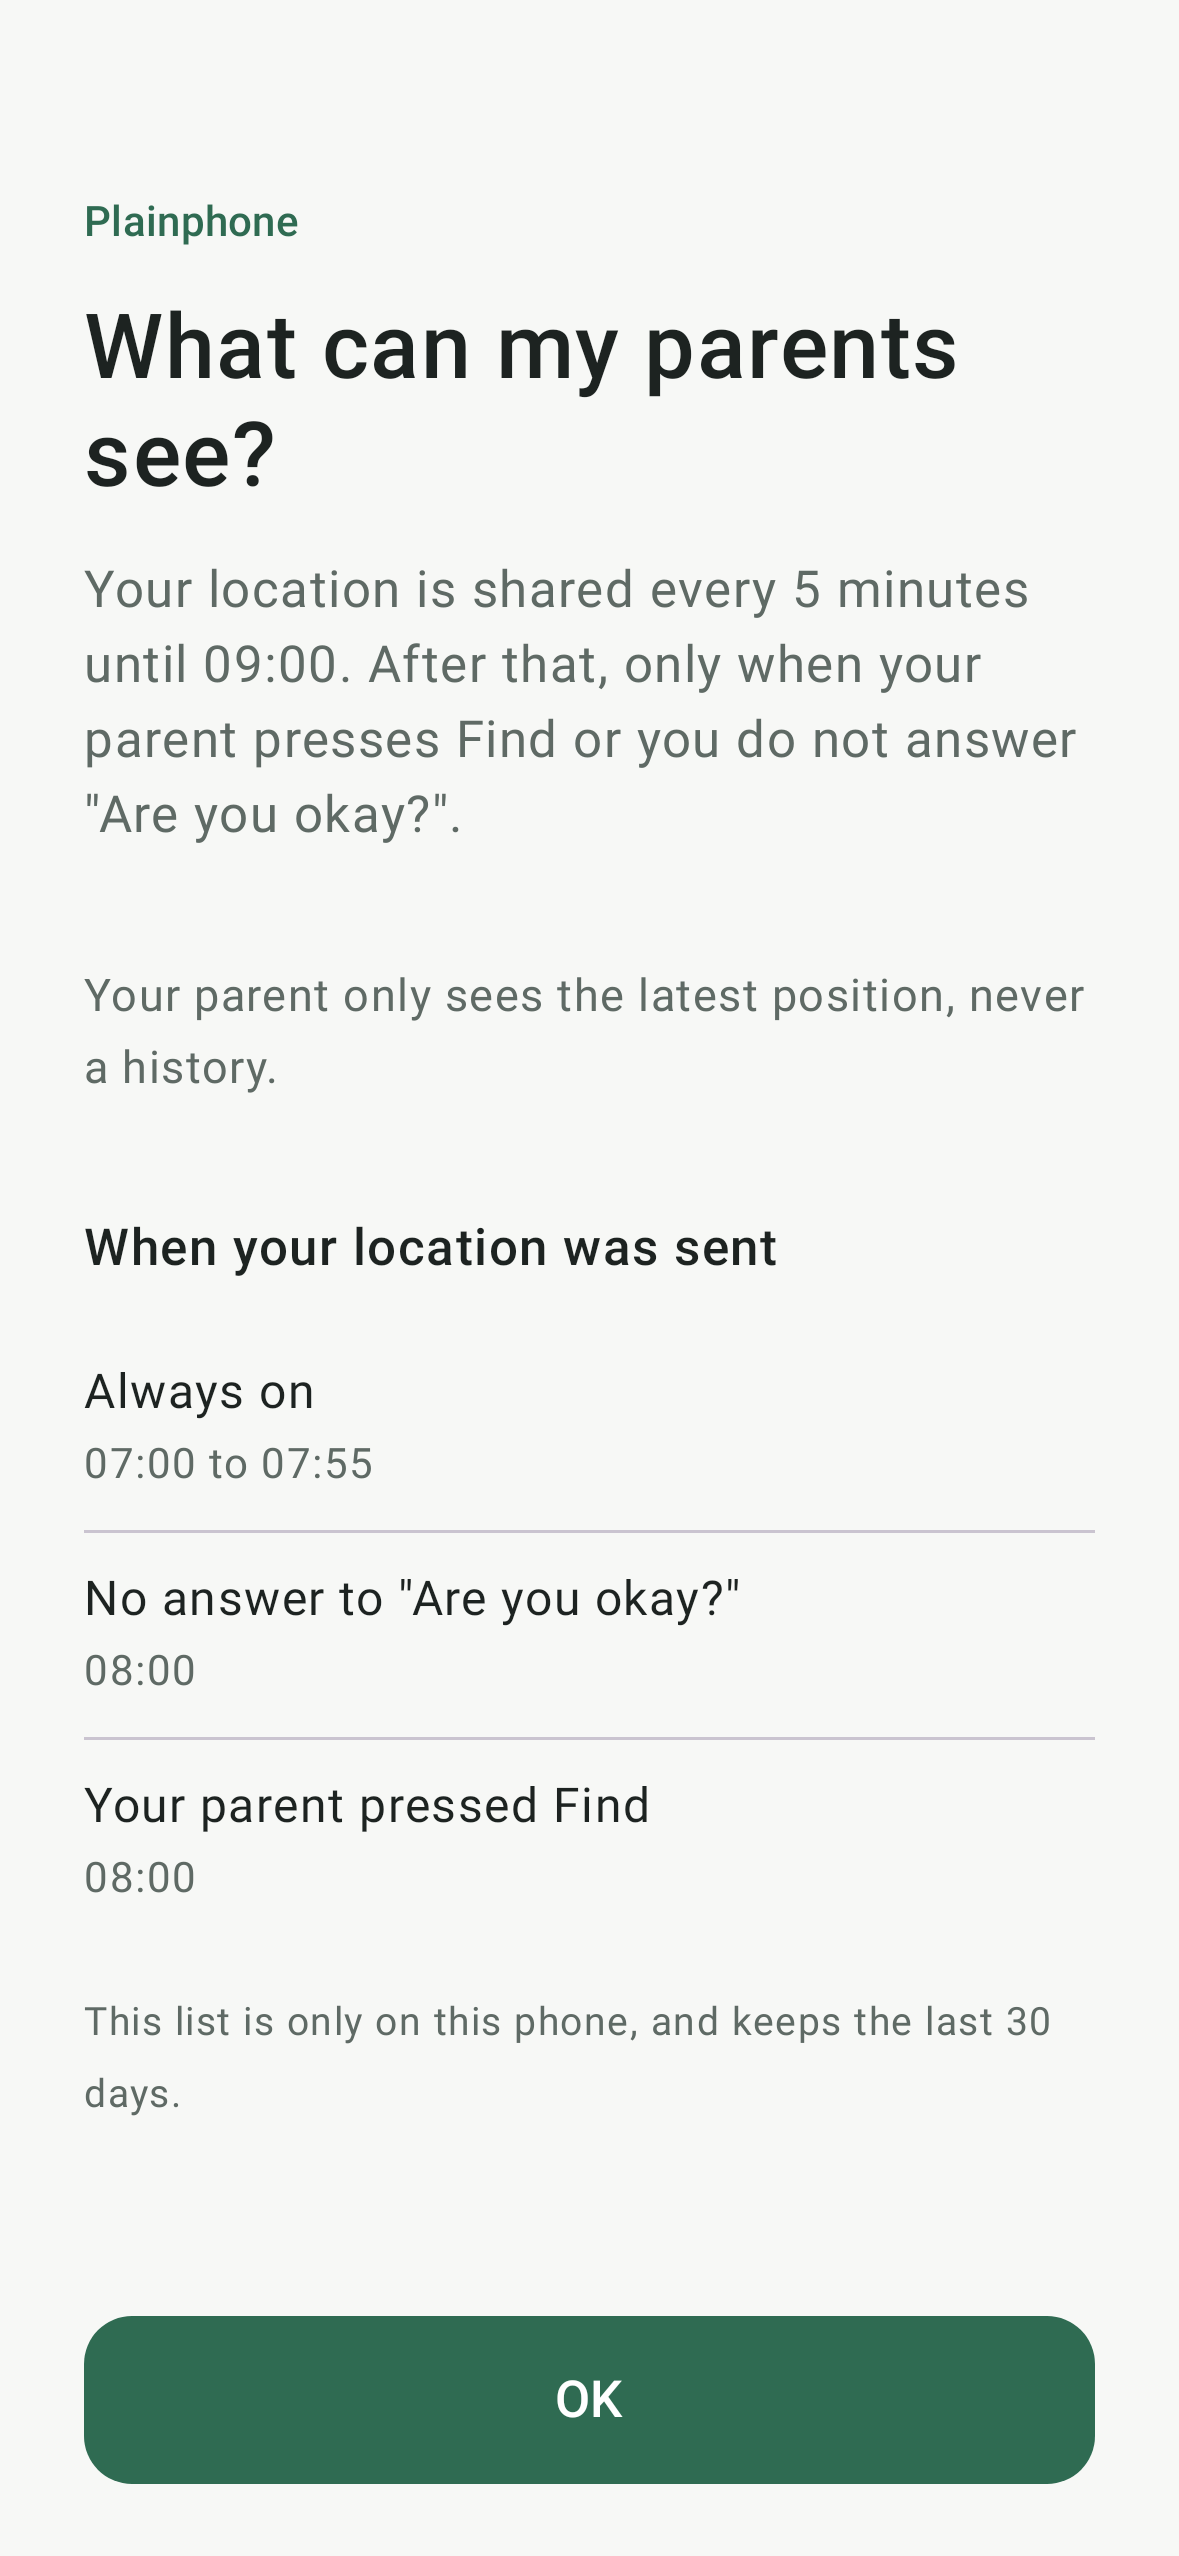 Plainphone
What can my parents
see?
Your location is shared every 5 minutes
until 09:00. After that, only when your
parent presses Find or you do not answer
"Are you okay?".
Your parent only sees the latest position, never
a history.
When your location was sent
Always on
07:00 to 07:55
No answer to "Are you okay?"
08:00
Your parent pressed Find
08:00
This list is only on this phone, and keeps the last 30
days.
OK